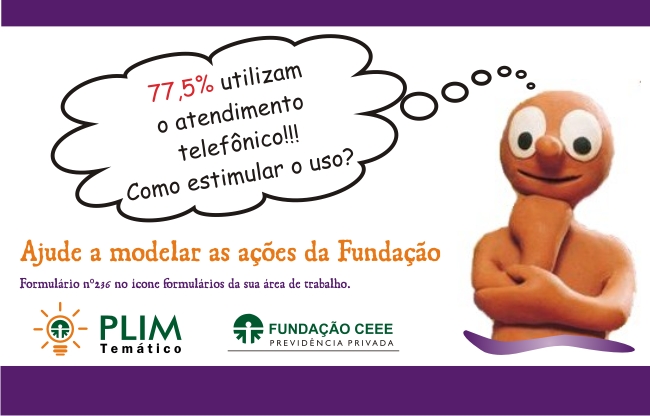 77,5% utilizam
o atendimento
telefônico!!!
Como estimular o uso?
Ajude a modelar as ações da Fundação
Formulário nº236 no ícone formulários da sua área de trabalho.
PLIM
Temático
FUNDAÇÃO CEEE
PREVIDÊNCIA PRIVADA